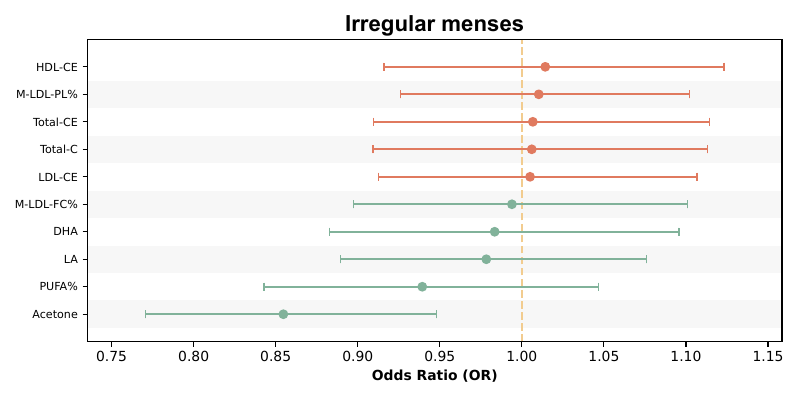 Irregular menses
HDL-CE
M-LDL-PL%
Total-CE
Total-C
LDL-CE
M-LDL-FC%
DHA
LA
PUFA%
Acetone
0.75 0.80 0.85 0.90 0.95 1.00 1.05 1.10 1.15
Odds Ratio (OR)